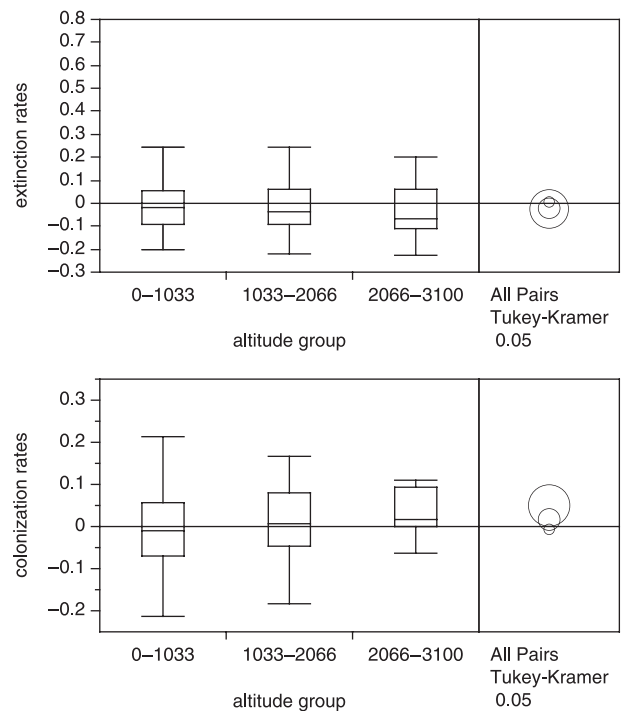 0.8
0.7
0.6
0.5
0.4
0.3
0.2
0.1
0
−0.1
−0.2
−0.3
extinction rates
0–1033 1033–2066 2066–3100 All Pairs
Tukey-Kramer
0.05
altitude group
0.3
0.2
0.1
0
−0.1
−0.2
colonization rates
0–1033 1033–2066 2066–3100 All Pairs
Tukey-Kramer
0.05
altitude group